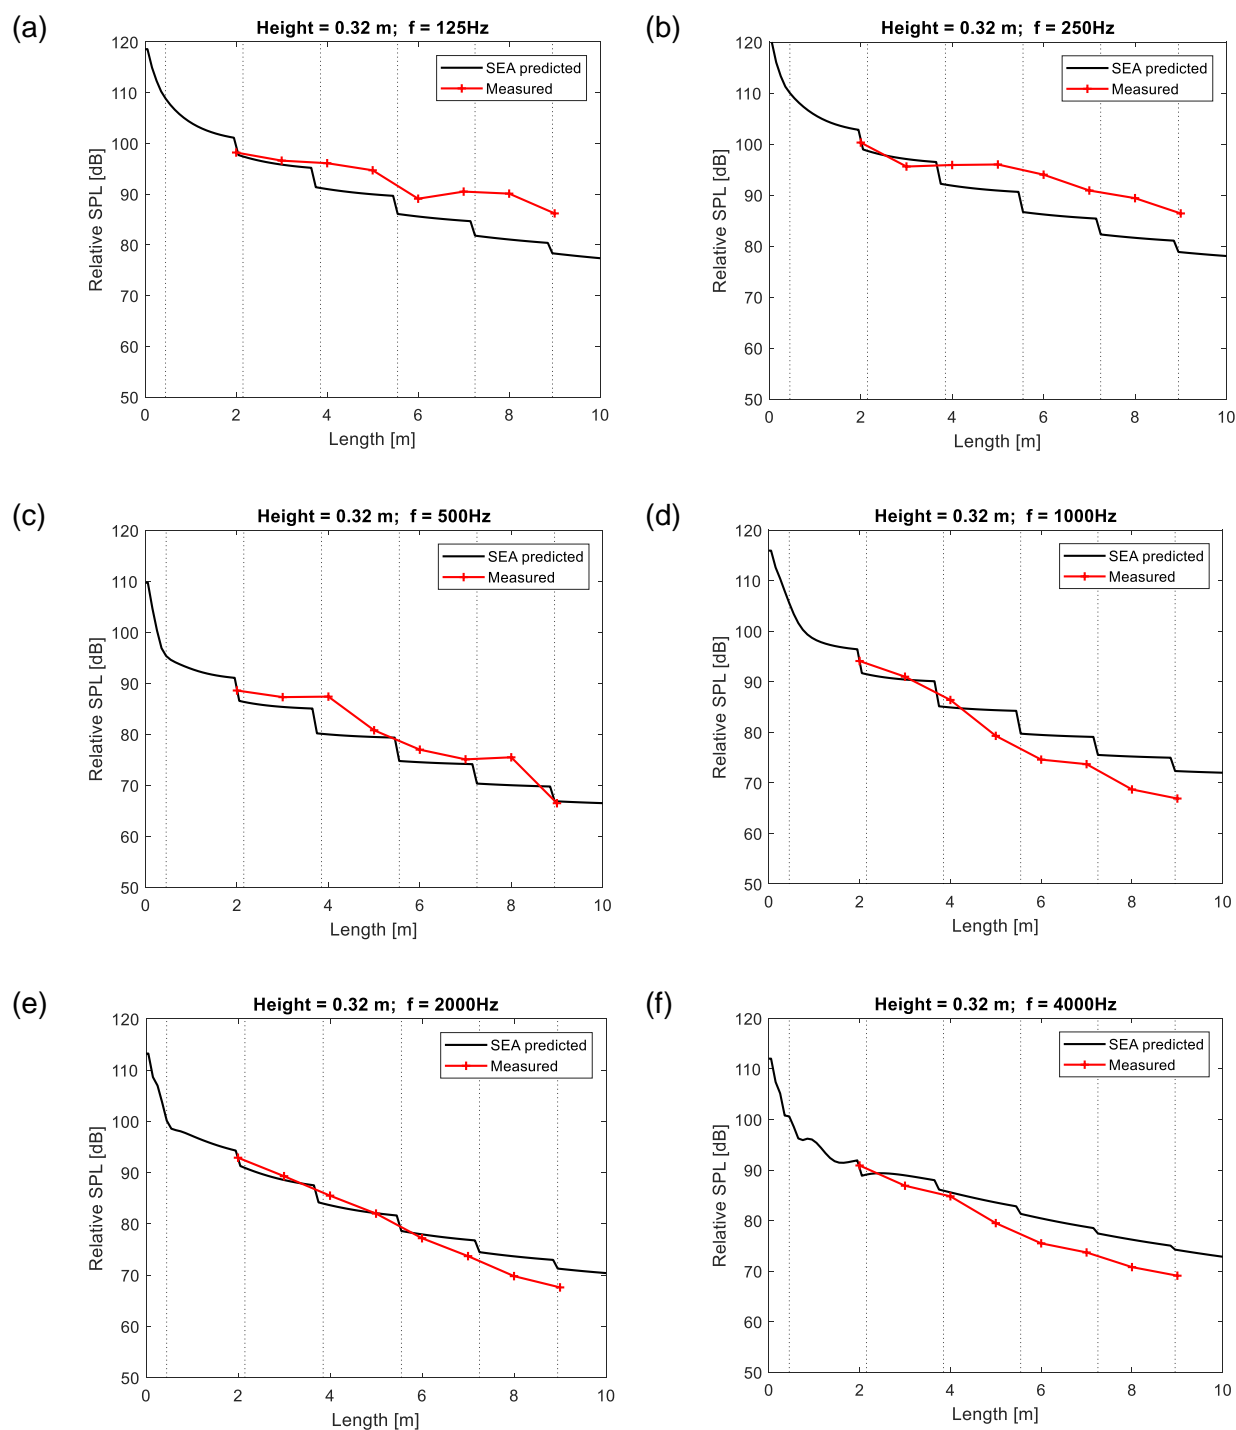 (a)
Height = 0.32 m; f = 125Hz
SEA predicted
Measured
Relative SPL [dB]
120
110
100
90
80
70
60
50
0 2 4 6 8 10
Length [m]
(b)
Height = 0.32 m; f = 250Hz
SEA predicted
Measured
Relative SPL [dB]
120
110
100
90
80
70
60
50
0 2 4 6 8 10
Length [m]
(c)
Height = 0.32 m; f = 500Hz
SEA predicted
Measured
Relative SPL [dB]
120
110
100
90
80
70
60
50
0 2 4 6 8 10
Length [m]
(d)
Height = 0.32 m; f = 1000Hz
SEA predicted
Measured
Relative SPL [dB]
120
110
100
90
80
70
60
50
0 2 4 6 8 10
Length [m]
(e)
Height = 0.32 m; f = 2000Hz
SEA predicted
Measured
Relative SPL [dB]
120
110
100
90
80
70
60
50
0 2 4 6 8 10
Length [m]
(f)
Height = 0.32 m; f = 4000Hz
SEA predicted
Measured
Relative SPL [dB]
120
110
100
90
80
70
60
50
0 2 4 6 8 10
Length [m]